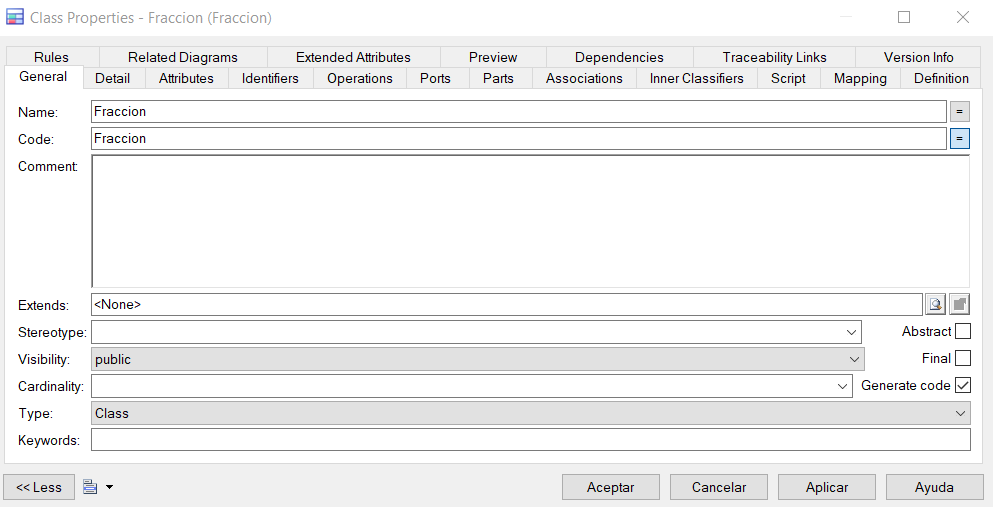 Class Properties - Fraccion (Fraccion)
Rules Related Diagrams Extended Attributes Preview Dependencies Traceability Links Version Info
General Detail Attributes Identifiers Operations Ports Parts Associations Inner Classifiers Script Mapping Definition
Name: Fraccion =
Code: Fraccion =
Comment:
Extends: <None>
Stereotype: Abstract
Visibility: public Final
Cardinality: Generate code
Type: Class
Keywords:
<< Less Aceptar Cancelar Aplicar Ayuda